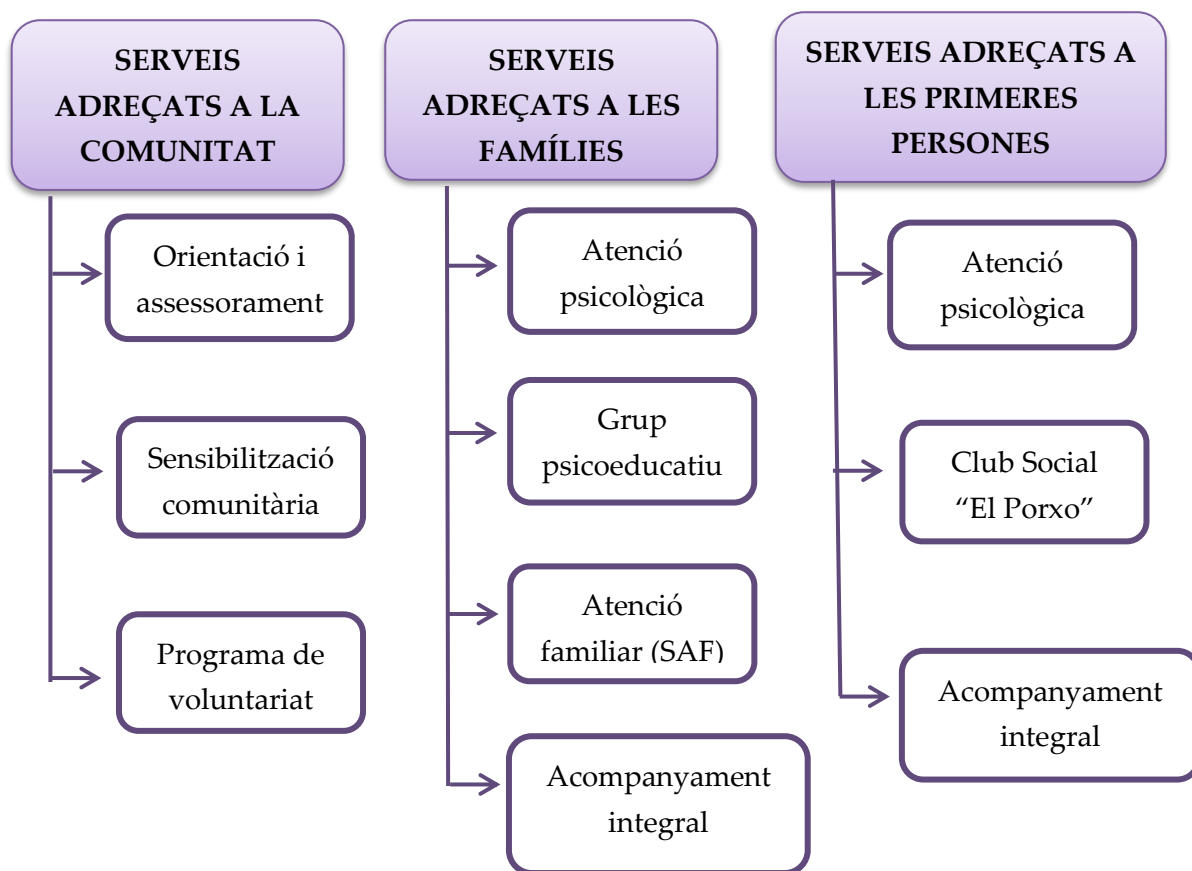 SERVEIS
ADREÇATS A LA
COMUNITAT
Orientació i
assessorament
Sensibilització
comunitària
Programa de
voluntariat
SERVEIS
ADREÇATS A LES
FAMÍLIES
Atenció
psicològica
Grup
psicoeducatiu
Atenció
familiar (SAF)
Acompanyament
integral
SERVEIS ADREÇATS A
LES PRIMERES
PERSONES
Atenció
psicològica
Club Social
“El Porxo”
Acompanyament
integral